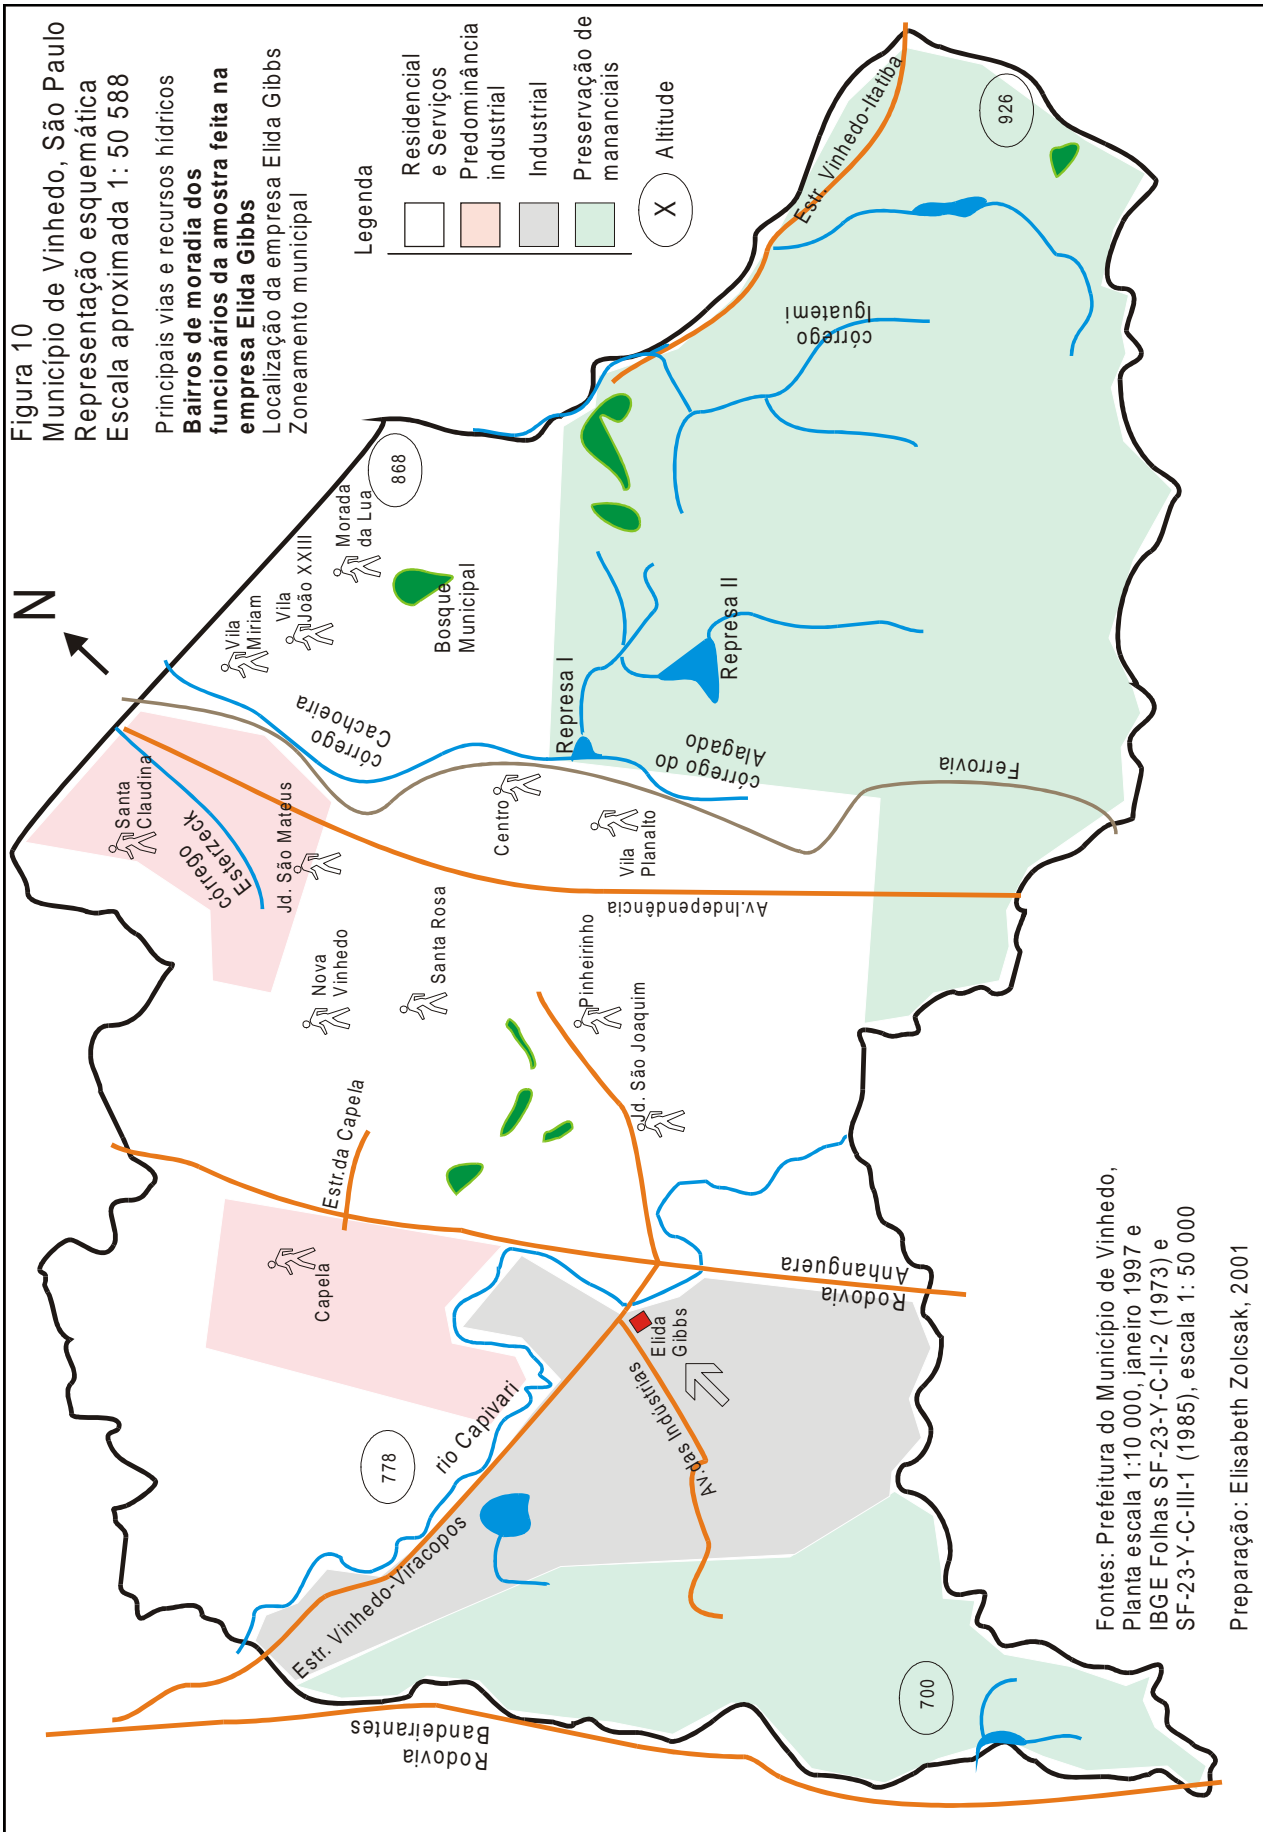 Figura 10
Município de Vinhedo, São Paulo
Representação esquemática
Escala aproximada 1: 50 588
Principais vias e recursos hídricos
Bairros de moradia dos
funcionários da amostra feita na
empresa Elida Gibbs
Localização da empresa Elida Gibbs
Zoneamento municipal
Legenda
Residencial
e Serviços
Predominância
industrial
Industrial
Preservação de
mananciais
X
Altitude
N
Santa
Claudina
córrego
Esterzeck
Jd. São Mateus
Vila
Miriam
Vila
João XXIII
Morada
da Lua
868
Bosque
Municipal
córrego
Cachoeira
Nova
Vinhedo
Santa Rosa
Centro
Vila
Planalto
Pinheirinho
Jd. São Joaquim
Av.Independência
Represa I
Represa II
córrego do
Alagado
Ferrovia
córrego
Iguatemi
Estr. Vinhedo-Itatiba
926
Estr.da Capela
Capela
778
rio Capivari
Estr. Vinhedo-Viracopos
Elida
Gibbs
Av.das Indústrias
Rodovia
Anhanguera
Rodovia
Bandeirantes
700
Fontes: Prefeitura do Município de Vinhedo,
Planta escala 1:10 000, janeiro 1997 e
IBGE Folhas SF-23-Y-C-II-2 (1973) e
SF-23-Y-C-III-1 (1985), escala 1: 50 000
Preparação: Elisabeth Zolcsak, 2001